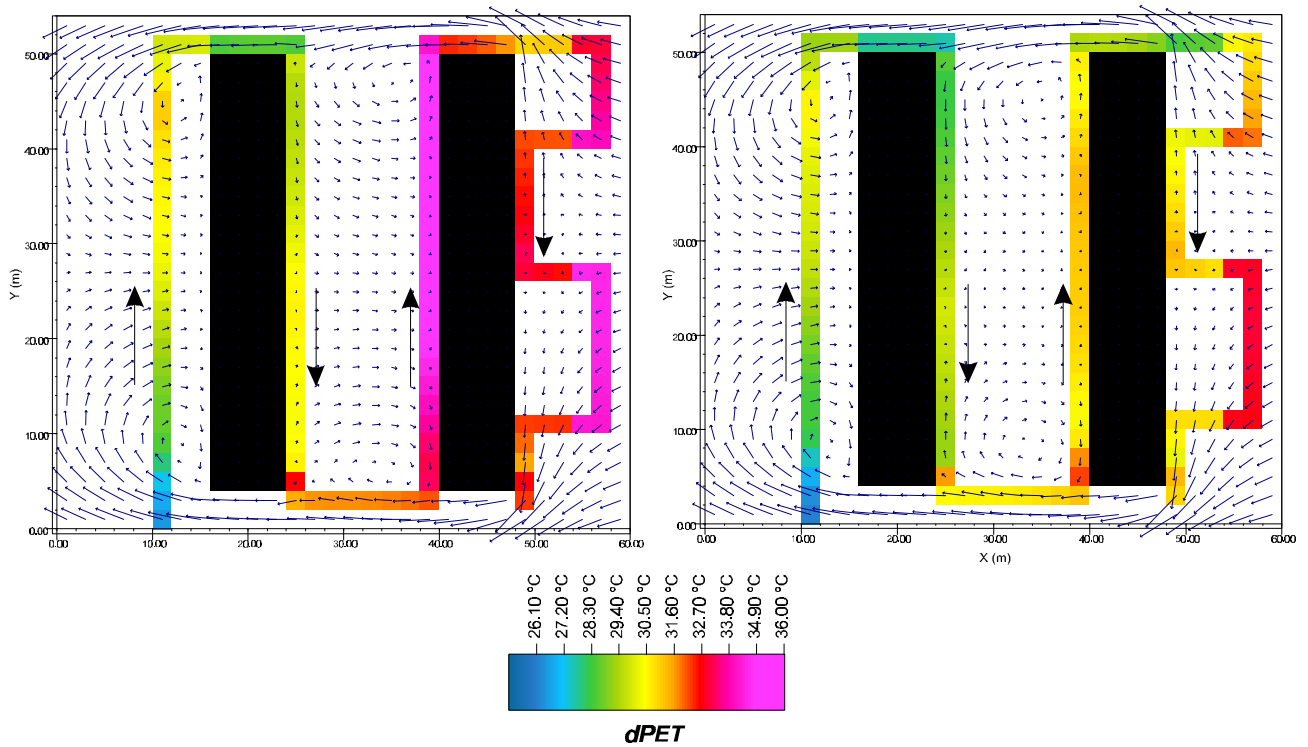 50.00
40.00
30.00
20.00
10.00
0.00
Y (m)
0.00 10.00 20.00 30.00 40.00 50.00 60.00
50.00
40.00
30.00
20.00
10.00
0.00
Y (m)
0.00 10.00 20.00 30.00 40.00 50.00 60.00
X (m)
26.10 °C
27.20 °C
28.30 °C
29.40 °C
30.50 °C
31.60 °C
32.70 °C
33.80 °C
34.90 °C
36.00 °C
dPET